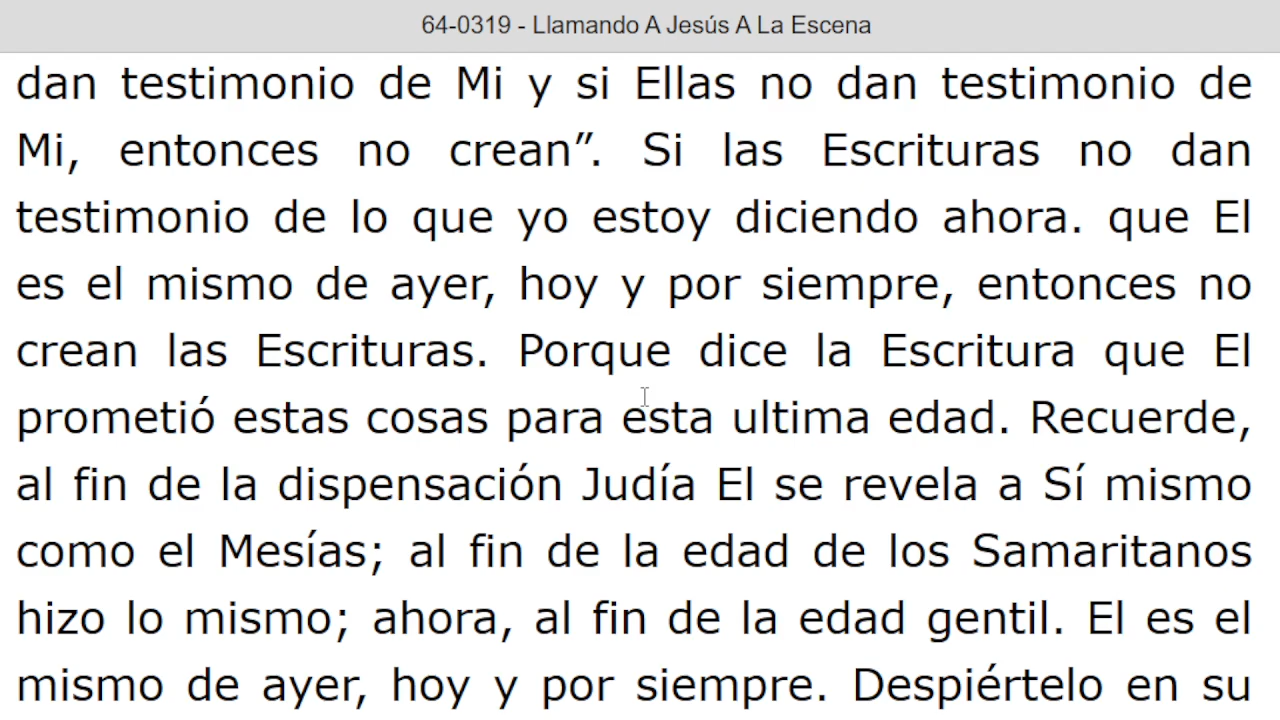 64-0319 - Llamando A Jesús A La Escena
dan testimonio de Mi y si Ellas no dan testimonio de
Mi, entonces no crean”. Si las Escrituras no dan
testimonio de lo que yo estoy diciendo ahora. que El
es el mismo de ayer, hoy y por siempre, entonces no
crean las Escrituras. Porque dice la Escritura que El
prometió estas cosas para esta ultima edad. Recuerde,
al fin de la dispensación Judía El se revela a Sí mismo
como el Mesías; al fin de la edad de los Samaritanos
hizo lo mismo; ahora, al fin de la edad gentil. El es el
mismo de ayer, hoy y por siempre. Despiértelo en su